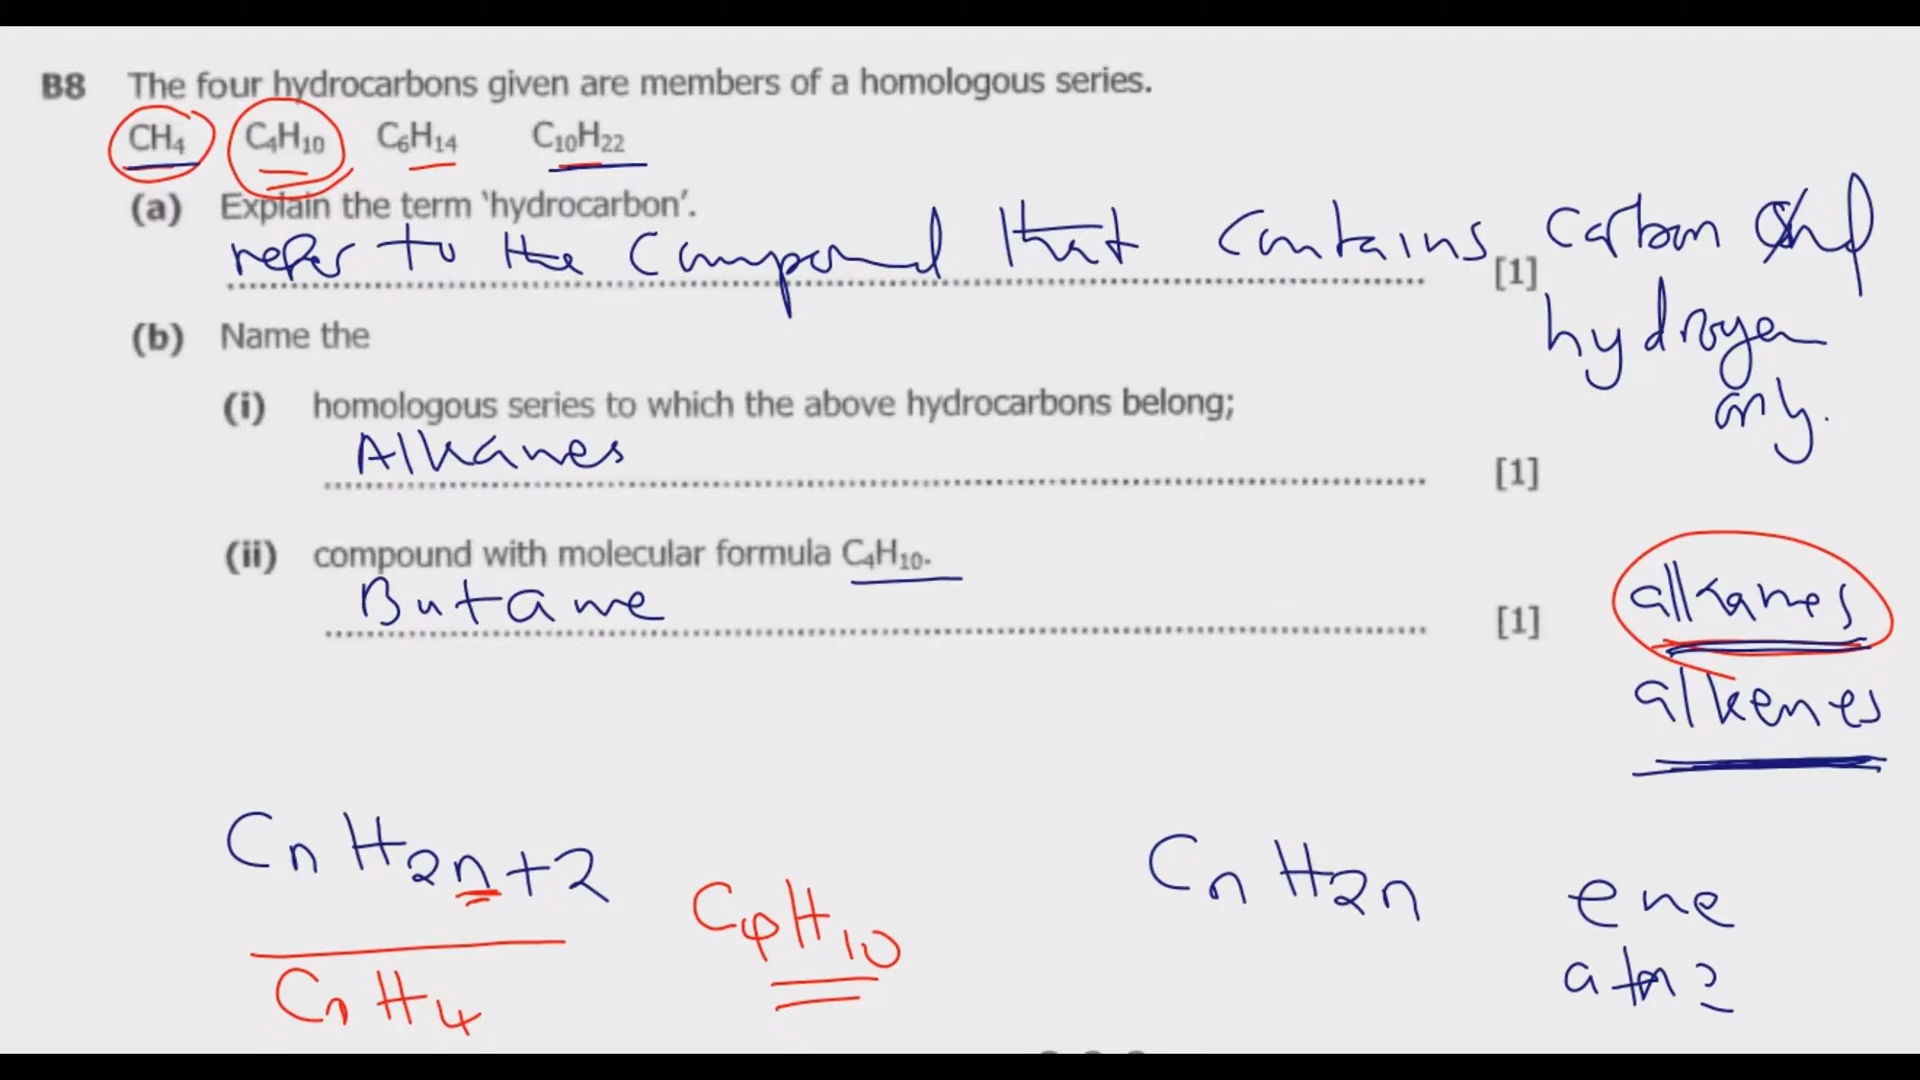 B8 The four hydrocarbons given are members of a homologous series.
CH₄ C₄H₁₀ C₆H₁₄ C₁₀H₂₂
(a) Explain the term 'hydrocarbon'.
refer to the compound that contains carbon and
[1]
hydrogen
only.
(b) Name the
(i) homologous series to which the above hydrocarbons belong;
Alkanes
[1]
(ii) compound with molecular formula C₄H₁₀.
Butane
[1]
alkanes
alkenes
CnH2n+2
CnH4
C4H10
CnH2n
ene